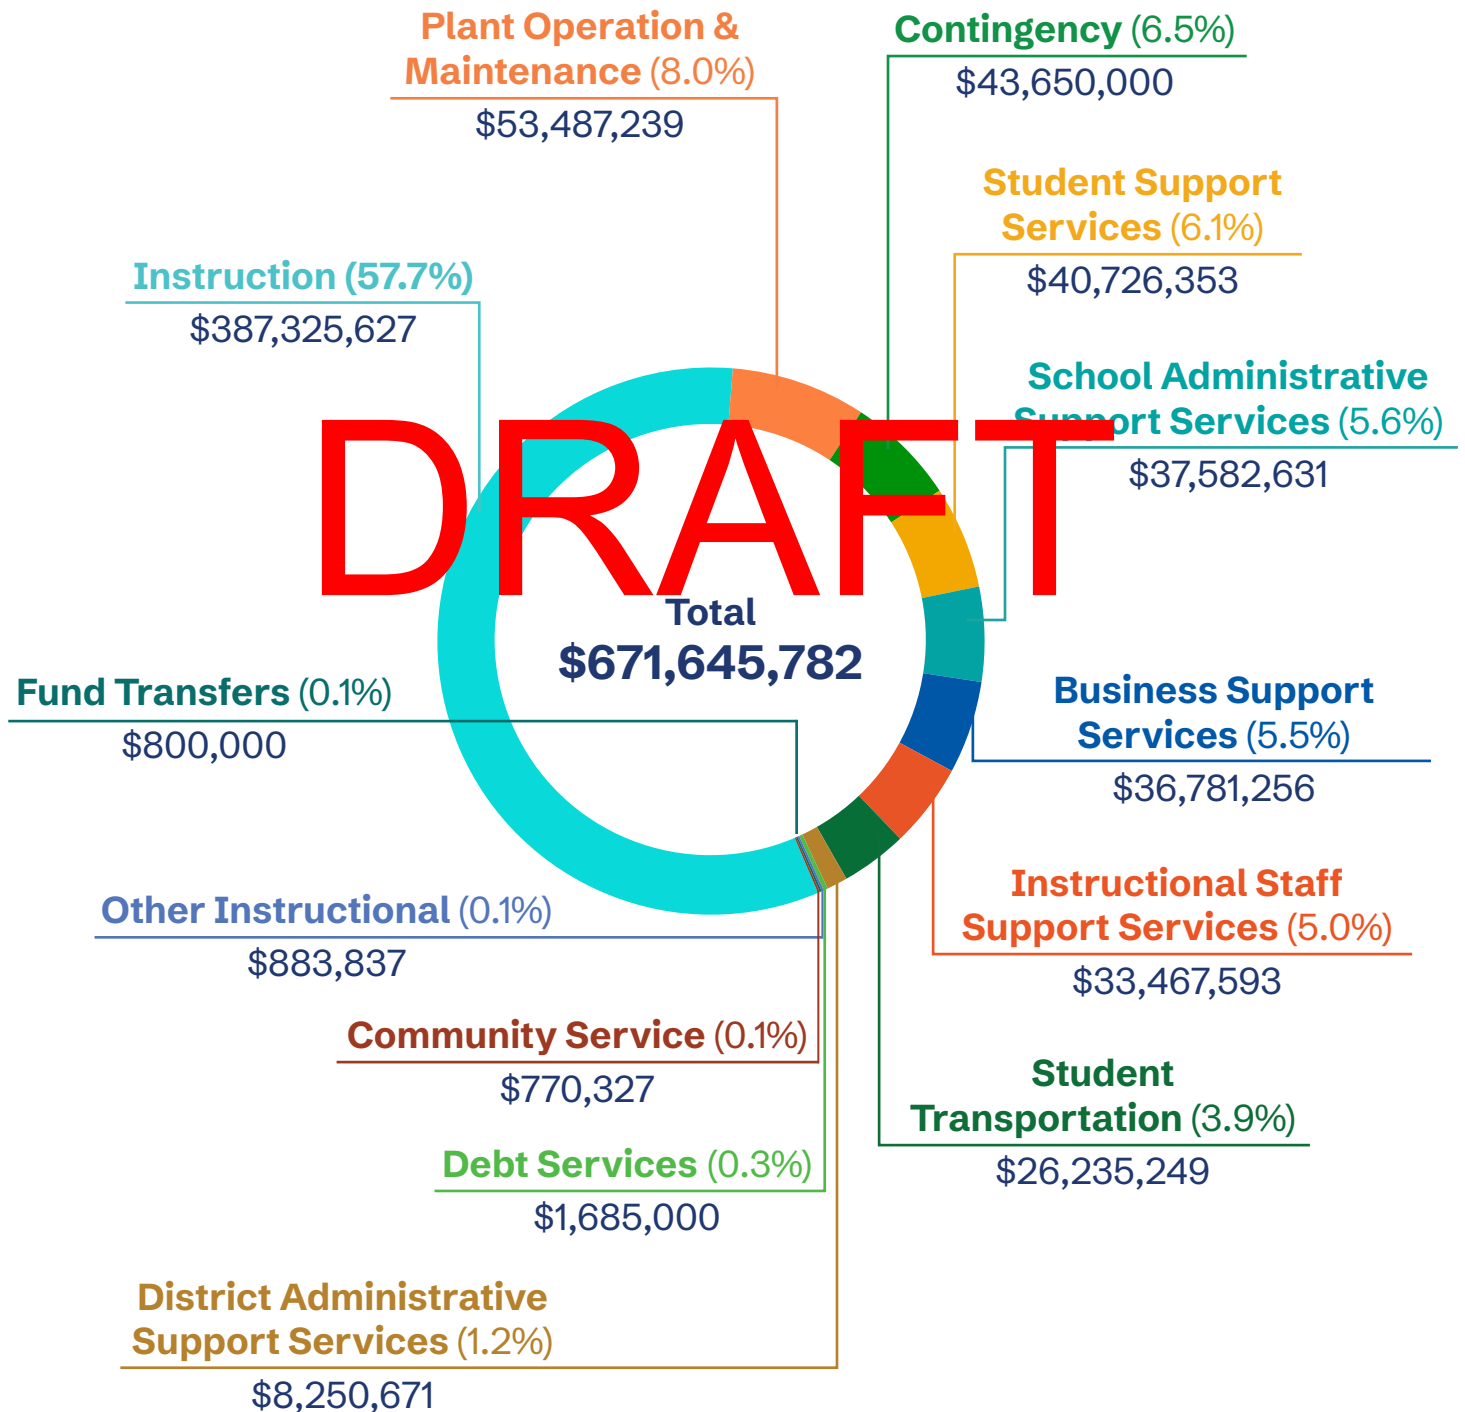 Plant Operation &
Maintenance (8.0%)
$53,487,239
Contingency (6.5%)
$43,650,000
Student Support
Services (6.1%)
$40,726,353
Instruction (57.7%)
$387,325,627
School Administrative
Support Services (5.6%)
$37,582,631
DRAFT
Total
$671,645,782
Fund Transfers (0.1%)
$800,000
Business Support
Services (5.5%)
$36,781,256
Other Instructional (0.1%)
$883,837
Instructional Staff
Support Services (5.0%)
$33,467,593
Community Service (0.1%)
$770,327
Student
Transportation (3.9%)
$26,235,249
Debt Services (0.3%)
$1,685,000
District Administrative
Support Services (1.2%)
$8,250,671